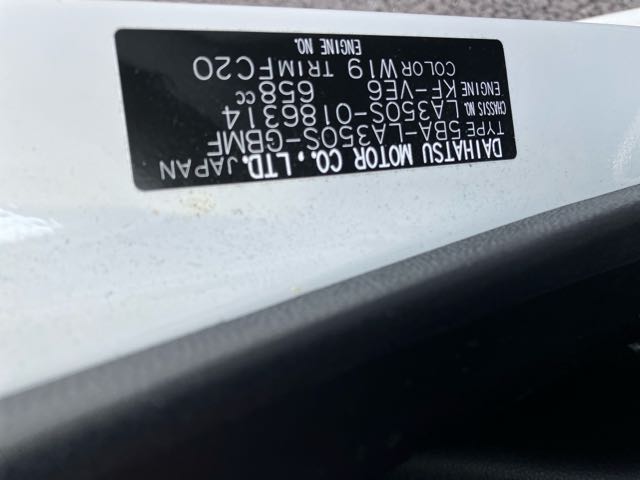 DAIHATSU MOTOR CO., LTD. JAPAN
TYPE 5BA-LA350S-GBMF
CHASSIS NO. LA350S-0186314
ENGINE KF-VE6 658cc
COLOR W19 TRIM FC20
ENGINE NO.